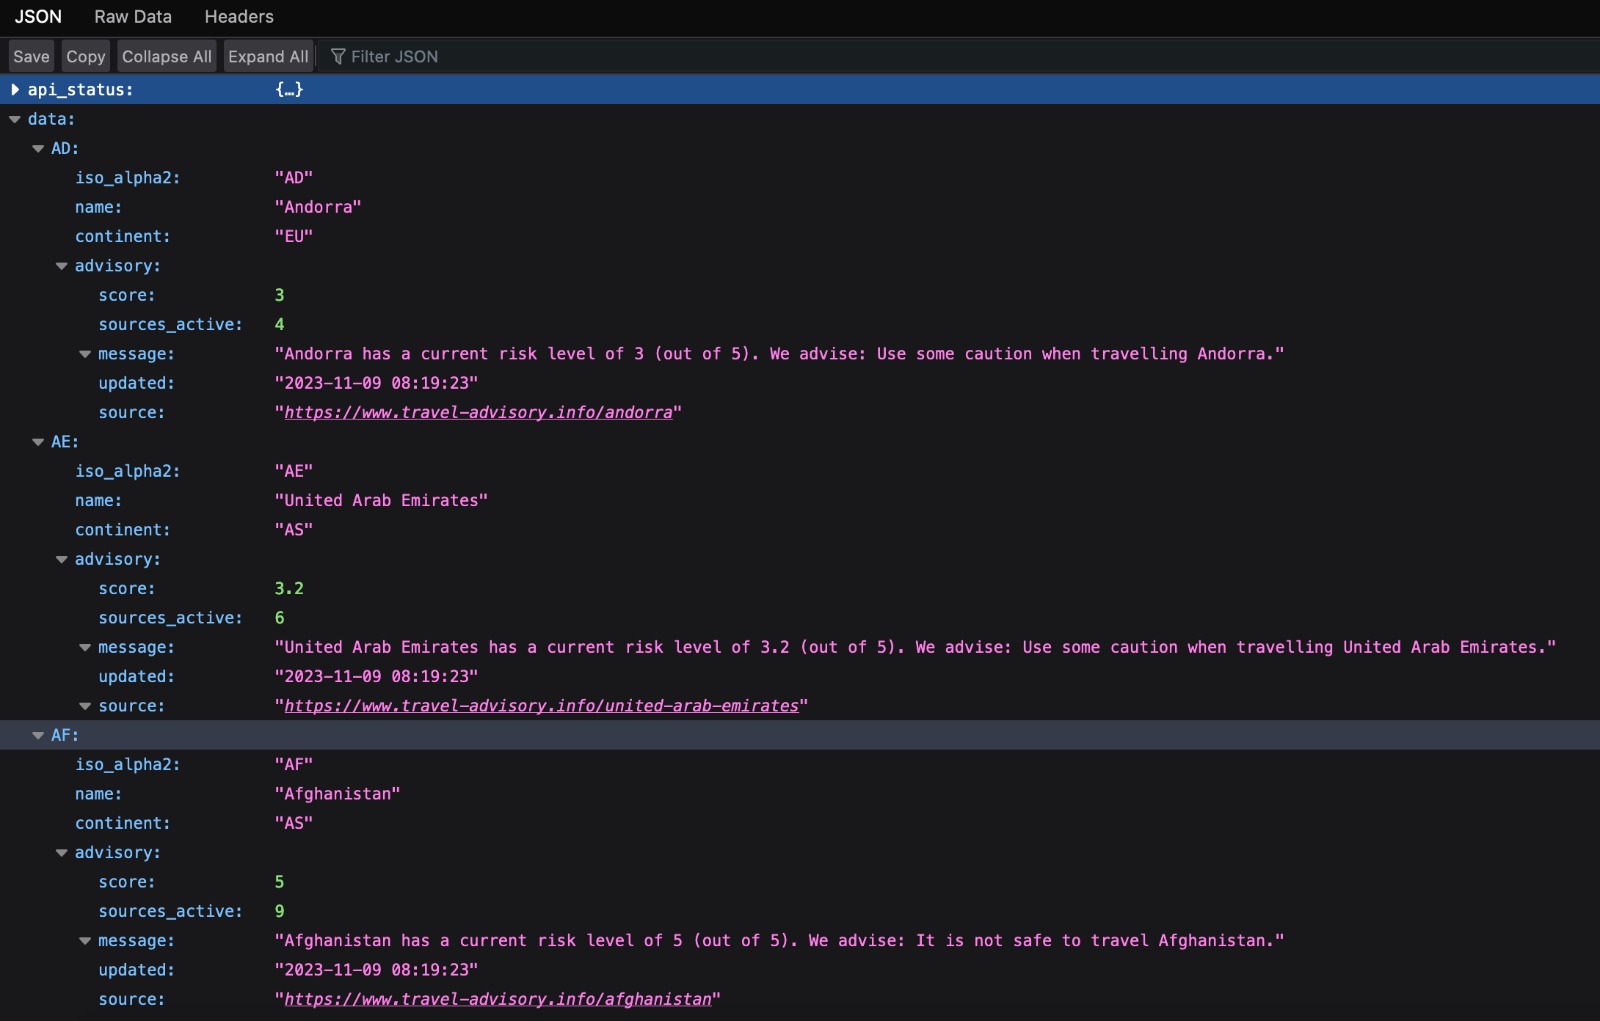 JSON Raw Data Headers
Save Copy Collapse All Expand All Filter JSON
api_status: {…}
data:
AD:
iso_alpha2: "AD"
name: "Andorra"
continent: "EU"
advisory:
score: 3
sources_active: 4
message: "Andorra has a current risk level of 3 (out of 5). We advise: Use some caution when travelling Andorra."
updated: "2023-11-09 08:19:23"
source: "https://www.travel-advisory.info/andorra"
AE:
iso_alpha2: "AE"
name: "United Arab Emirates"
continent: "AS"
advisory:
score: 3.2
sources_active: 6
message: "United Arab Emirates has a current risk level of 3.2 (out of 5). We advise: Use some caution when travelling United Arab Emirates."
updated: "2023-11-09 08:19:23"
source: "https://www.travel-advisory.info/united-arab-emirates"
AF:
iso_alpha2: "AF"
name: "Afghanistan"
continent: "AS"
advisory:
score: 5
sources_active: 9
message: "Afghanistan has a current risk level of 5 (out of 5). We advise: It is not safe to travel Afghanistan."
updated: "2023-11-09 08:19:23"
source: "https://www.travel-advisory.info/afghanistan"